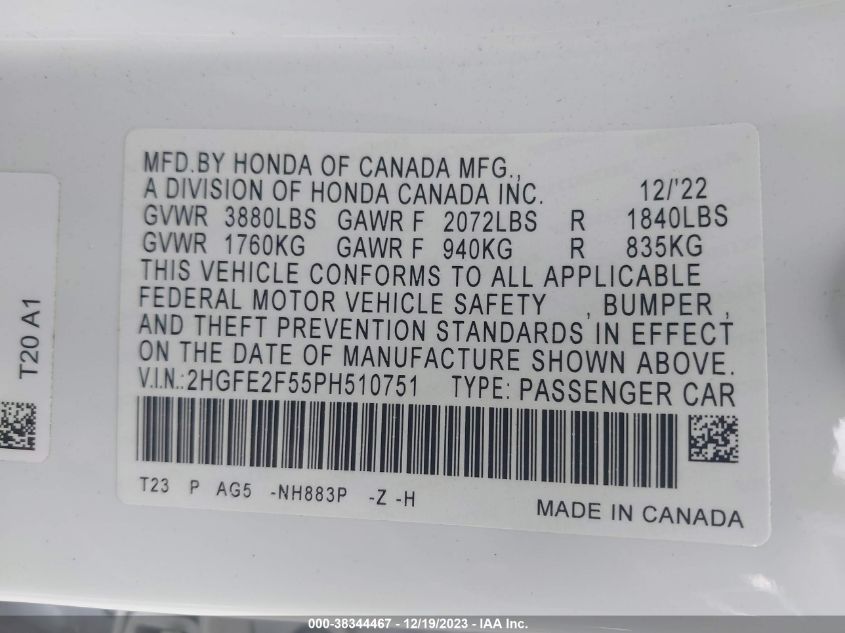 MFD.BY HONDA OF CANADA MFG.,
A DIVISION OF HONDA CANADA INC. 12/'22
GVWR 3880LBS GAWR F 2072LBS R 1840LBS
GVWR 1760KG GAWR F 940KG R 835KG
THIS VEHICLE CONFORMS TO ALL APPLICABLE
FEDERAL MOTOR VEHICLE SAFETY , BUMPER ,
AND THEFT PREVENTION STANDARDS IN EFFECT
ON THE DATE OF MANUFACTURE SHOWN ABOVE.
V.I.N.:2HGFE2F55PH510751 TYPE: PASSENGER CAR
T23 P AG5 -NH883P -Z -H
MADE IN CANADA
T20 A1
000-38344467 - 12/19/2023 - IAA Inc.